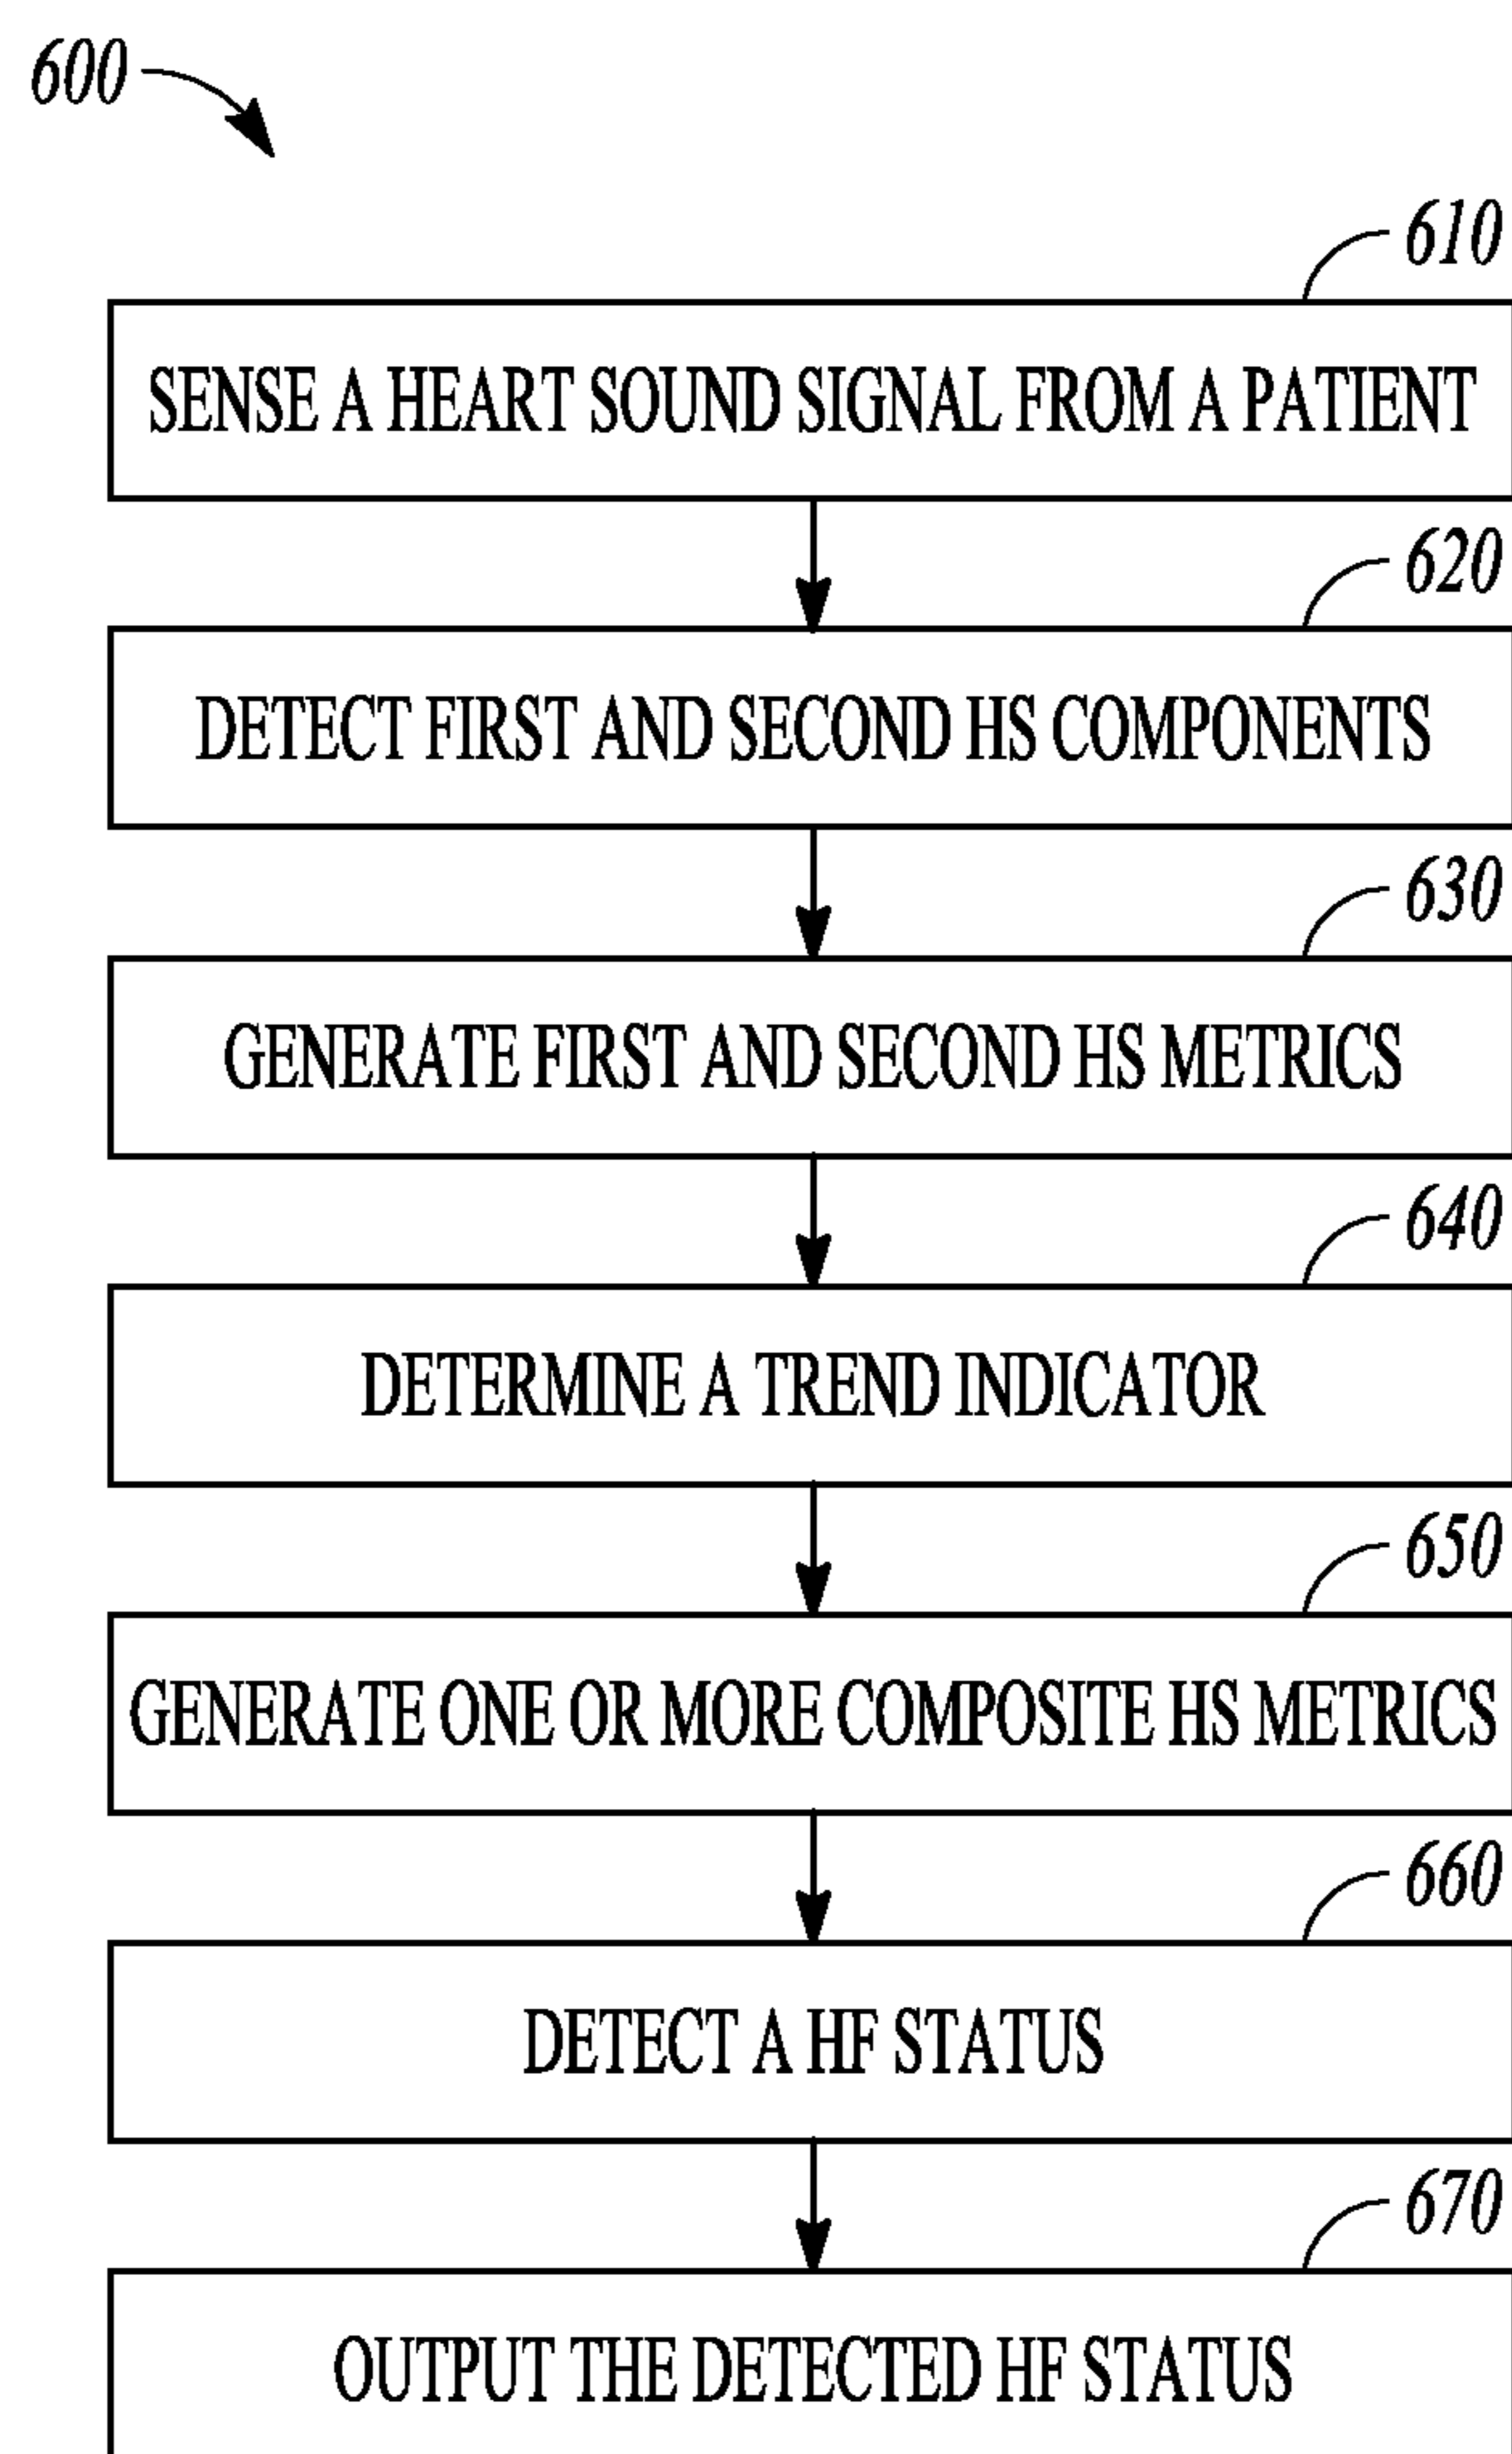 600
610
SENSE A HEART SOUND SIGNAL FROM A PATIENT
620
DETECT FIRST AND SECOND HS COMPONENTS
630
GENERATE FIRST AND SECOND HS METRICS
640
DETERMINE A TREND INDICATOR
650
GENERATE ONE OR MORE COMPOSITE HS METRICS
660
DETECT A HF STATUS
670
OUTPUT THE DETECTED HF STATUS